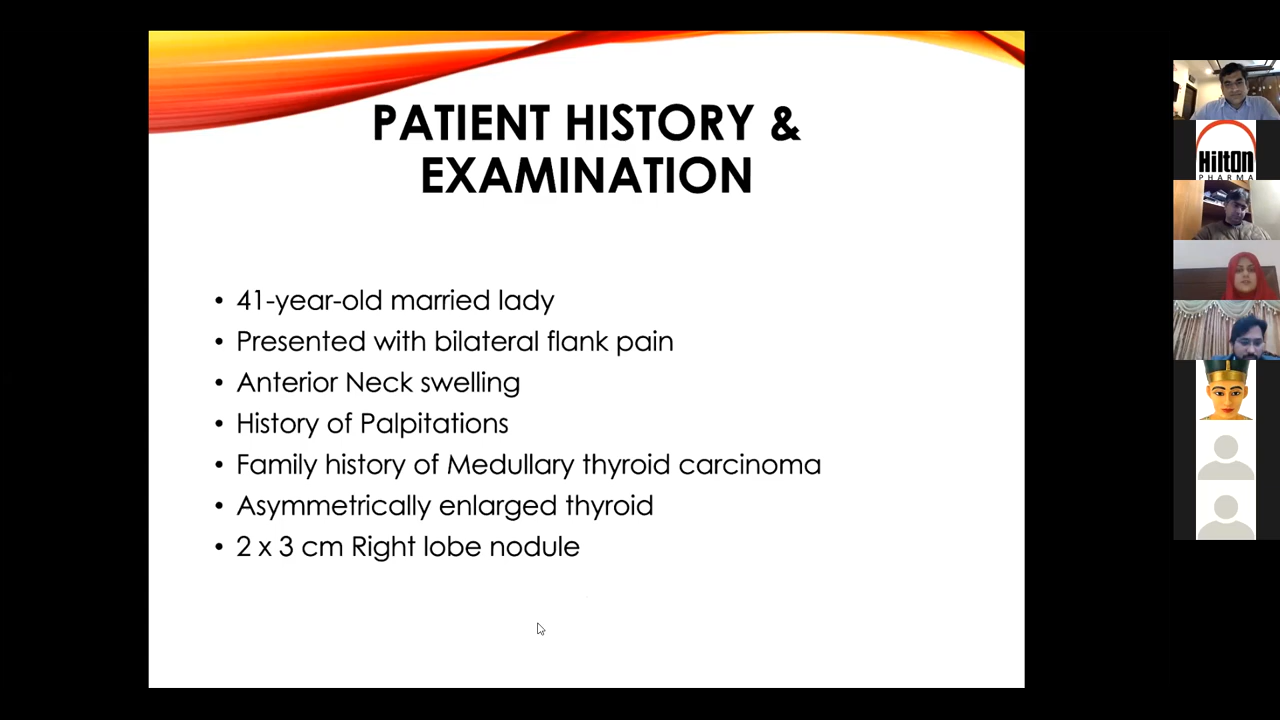 PATIENT HISTORY &
EXAMINATION
• 41-year-old married lady
• Presented with bilateral flank pain
• Anterior Neck swelling
• History of Palpitations
• Family history of Medullary thyroid carcinoma
• Asymmetrically enlarged thyroid
• 2 x 3 cm Right lobe nodule
HiltON
PHARMA